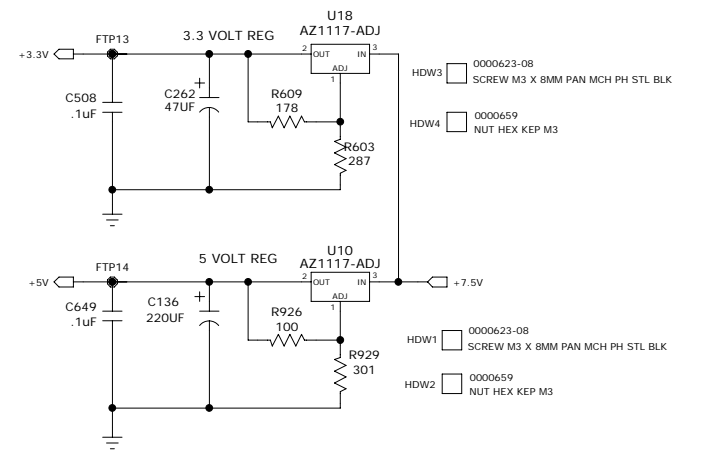 U18
AZ1117-ADJ
FTP13
3.3 VOLT REG
+3.3V
2
OUT
IN
3
ADJ
1
HDW3
0000623-08
SCREW M3 X 8MM PAN MCH PH STL BLK
C508
.1uF
C262
47UF
R609
178
R603
287
HDW4
0000659
NUT HEX KEP M3
U10
AZ1117-ADJ
FTP14
5 VOLT REG
+5V
2
OUT
IN
3
ADJ
1
+7.5V
C649
.1uF
C136
220UF
R926
100
R929
301
HDW1
0000623-08
SCREW M3 X 8MM PAN MCH PH STL BLK
HDW2
0000659
NUT HEX KEP M3